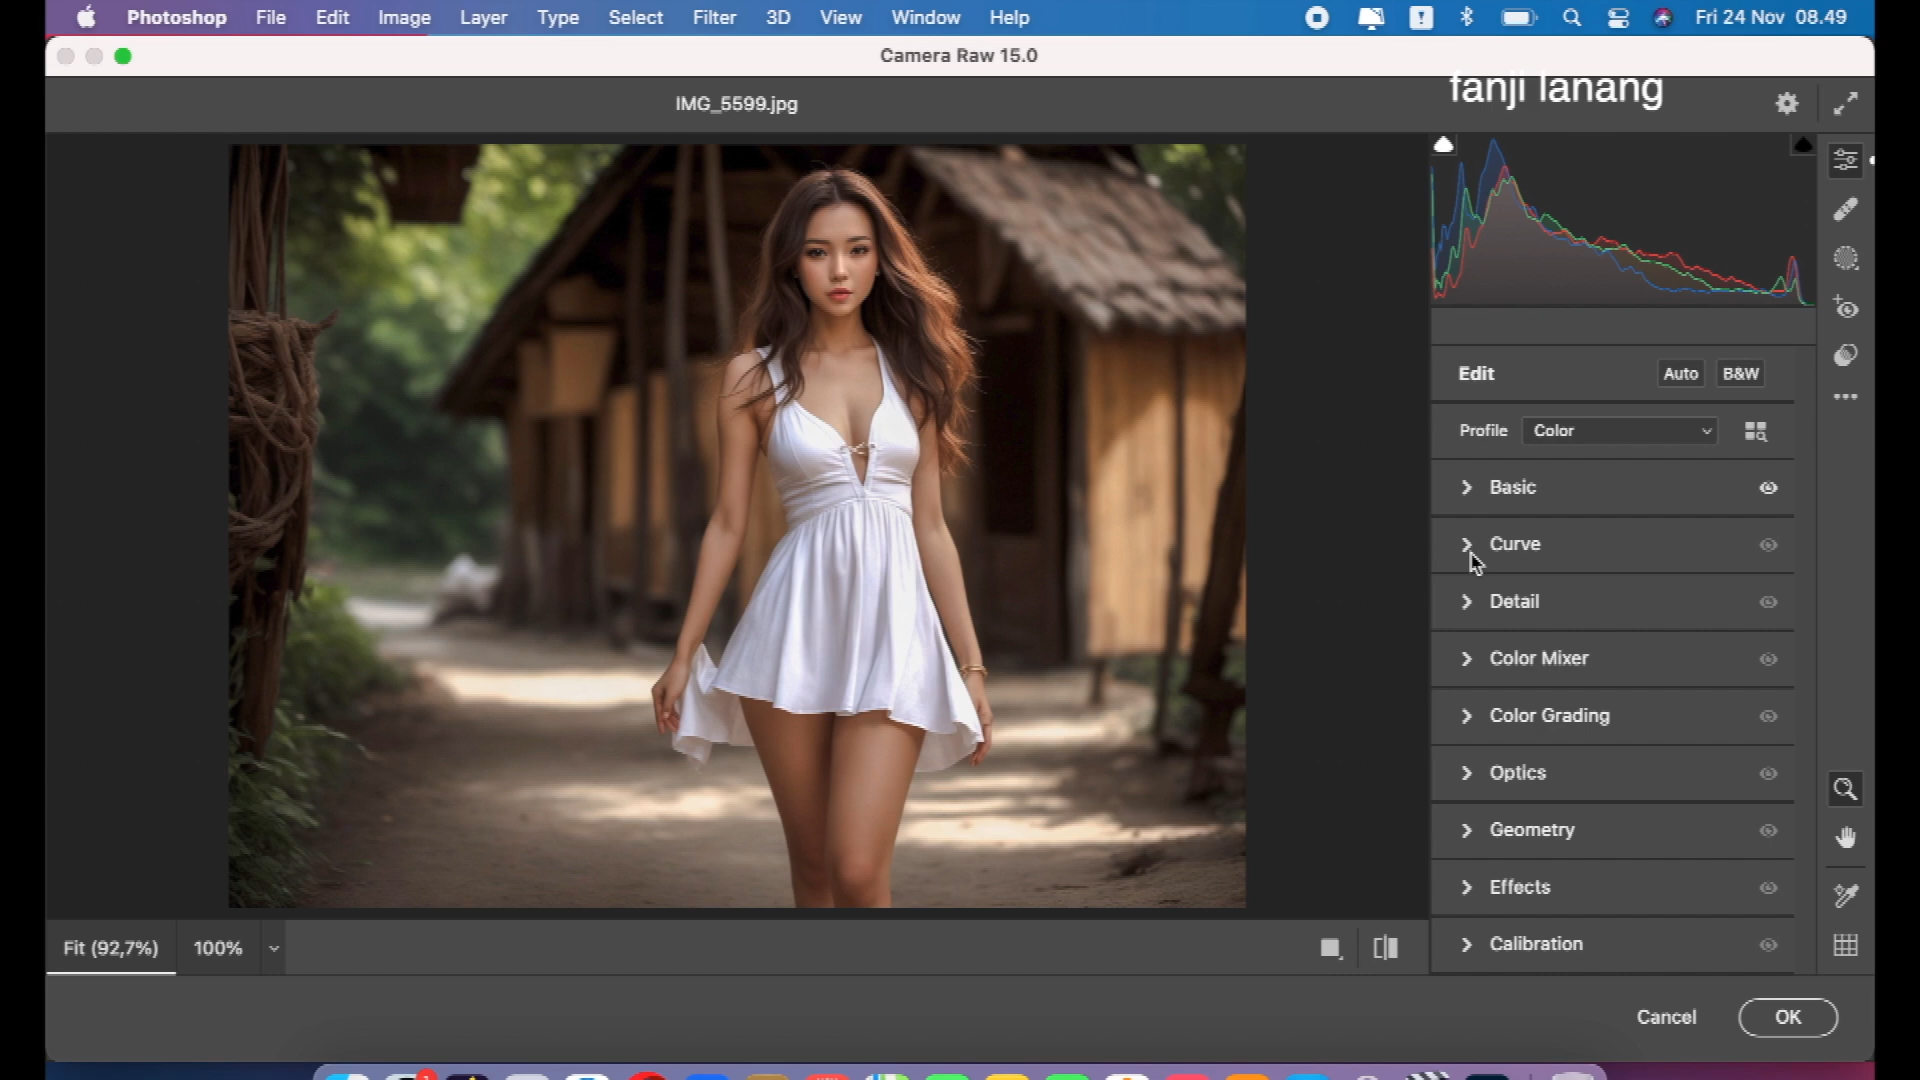 Photoshop File Edit Image Layer Type Select Filter 3D View Window Help Fri 24 Nov 08.49
Camera Raw 15.0
fanji lanang
IMG_5599.jpg
Edit Auto B&W
Profile Color
Basic
Curve
Detail
Color Mixer
Color Grading
Optics
Geometry
Effects
Calibration
Fit (92,7%) 100%
Cancel OK